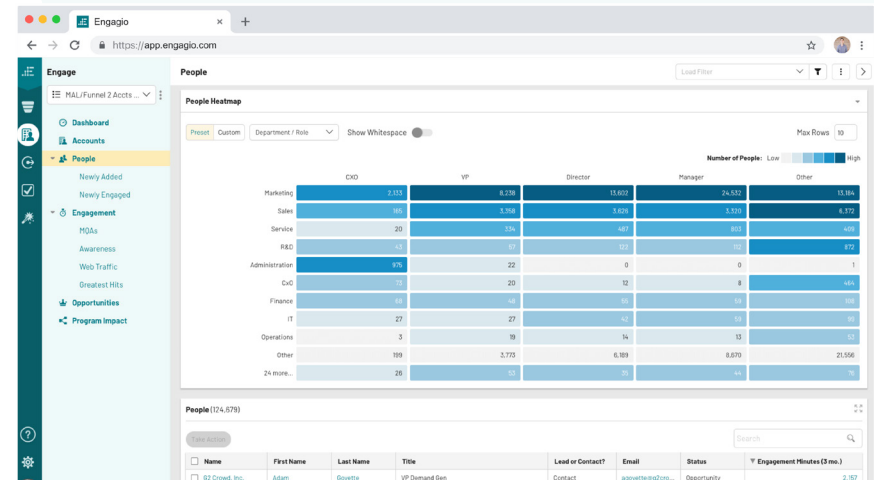 Engagio
https://app.engagio.com
Engage
People
Load Filter
MAL/Funnel 2 Accts ...
People Heatmap
Dashboard
Preset Custom Department / Role Show Whitespace Max Rows 10
Accounts
People
Number of People: Low High
Newly Added
CXO VP Director Manager Other
Newly Engaged
Marketing 2,133 8,238 13,602 24,532 13,184
Engagement
Sales 165 3,358 3,626 3,320 6,372
MQAs
Service 20 334 467 803 409
Awareness
R&D 43 57 122 112 872
Web Traffic
Administration 975 22 0 0 1
Greatest Hits
CxO 13 20 12 8 464
Opportunities
Finance 68 46 56 59 108
Program Impact
IT 27 27 42 59 89
Operations 3 19 14 13 53
Other 199 3,773 6,189 8,670 21,556
24 more... 26 53 35 44 76
People (124,679)
Take Action
Search
Name First Name Last Name Title Lead or Contact? Email Status Engagement Minutes (3 mo.)
G2 Crowd, Inc. Adam Goyette VP Demand Gen Contact Opportunity 2,157